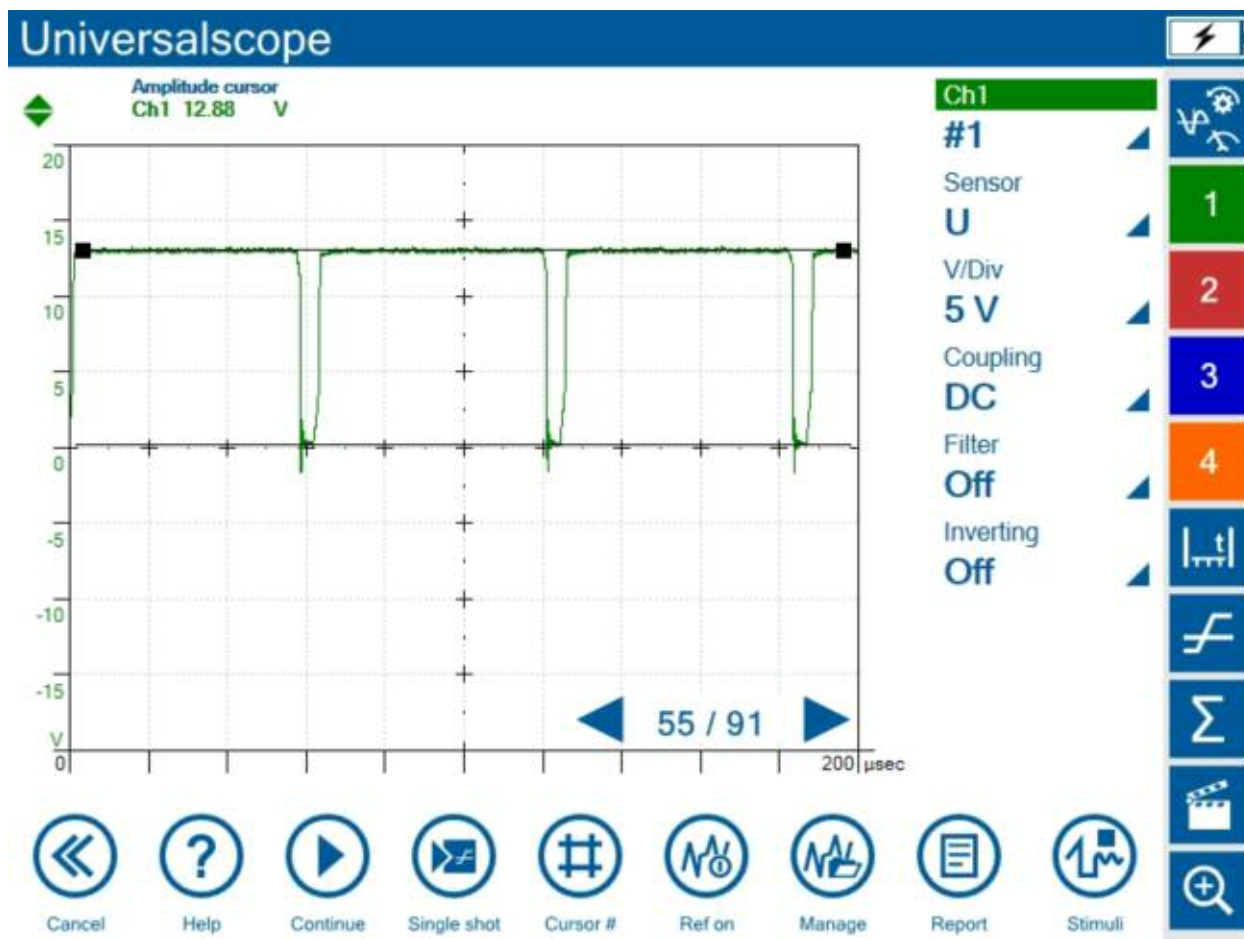 Universalscope
Amplitude cursor
Ch1 12.88 V
20
15
10
5
0
-5
-10
-15
V
0
200 µsec
55 / 91
Ch1
#1
Sensor
U
V/Div
5 V
Coupling
DC
Filter
Off
Inverting
Off
1
2
3
4
t
Σ
Cancel
Help
Continue
Single shot
Cursor #
Ref on
Manage
Report
Stimuli